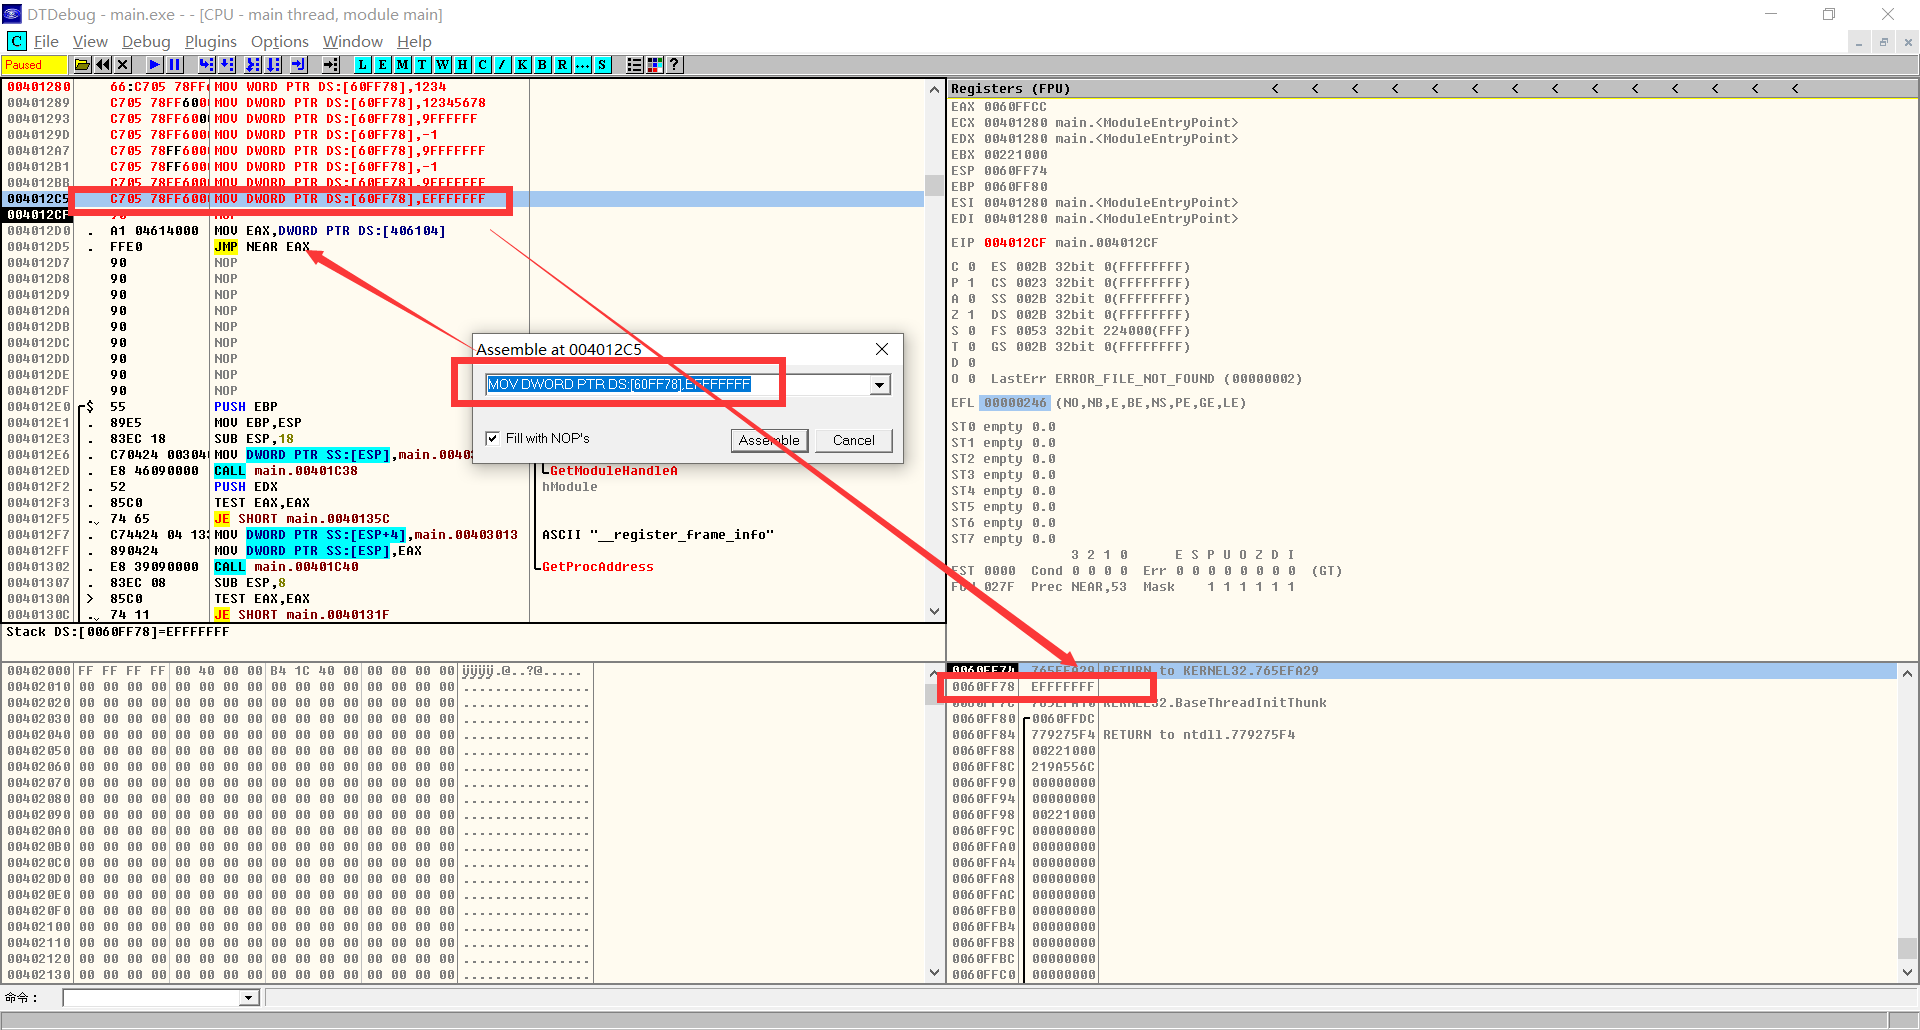 DTDebug - main.exe - - [CPU - main thread, module main]
C File View Debug Plugins Options Window Help
Paused L E M T W H C / K B R ... S ?
00401280 66:C705 78FF MOV WORD PTR DS:[60FF78],1234
00401289 C705 78FF600 MOV DWORD PTR DS:[60FF78],12345678
00401293 C705 78FF600 MOV DWORD PTR DS:[60FF78],9FFFFFF
0040129D C705 78FF600 MOV DWORD PTR DS:[60FF78],-1
004012A7 C705 78FF600 MOV DWORD PTR DS:[60FF78],9FFFFFFF
004012B1 C705 78FF600 MOV DWORD PTR DS:[60FF78],-1
004012BB C705 78FF600 MOV DWORD PTR DS:[60FF78],9FFFFFFF
004012C5 C705 78FF600 MOV DWORD PTR DS:[60FF78],EFFFFFFF
004012CF 90 NOP
004012D0 . A1 04614000 MOV EAX,DWORD PTR DS:[406104]
004012D5 . FFE0 JMP NEAR EAX
004012D7 90 NOP
004012D8 90 NOP
004012D9 90 NOP
004012DA 90 NOP
004012DB 90 NOP
004012DC 90 NOP
004012DD 90 NOP
004012DE 90 NOP
004012DF 90 NOP
004012E0 $ 55 PUSH EBP
004012E1 . 89E5 MOV EBP,ESP
004012E3 . 83EC 18 SUB ESP,18
004012E6 . C70424 00304 MOV DWORD PTR SS:[ESP],main.0040
004012ED . E8 46090000 CALL main.00401C38
GetModuleHandleA
004012F2 . 52 PUSH EDX
hModule
004012F3 . 85C0 TEST EAX,EAX
004012F5 . 74 65 JE SHORT main.0040135C
004012F7 . C74424 04 13 MOV DWORD PTR SS:[ESP+4],main.00403013
ASCII "__register_frame_info"
004012FF . 890424 MOV DWORD PTR SS:[ESP],EAX
00401302 . E8 39090000 CALL main.00401C40
GetProcAddress
00401307 . 83EC 08 SUB ESP,8
0040130A > 85C0 TEST EAX,EAX
0040130C . 74 11 JE SHORT main.0040131F
Stack DS:[0060FF78]=EFFFFFFF
Assemble at 004012C5
MOV DWORD PTR DS:[60FF78],EFFFFFFF
Fill with NOP's
Assemble
Cancel
Registers (FPU) < < < < < < < < < < < < < <
EAX 0060FFCC
ECX 00401280 main.<ModuleEntryPoint>
EDX 00401280 main.<ModuleEntryPoint>
EBX 00221000
ESP 0060FF74
EBP 0060FF80
ESI 00401280 main.<ModuleEntryPoint>
EDI 00401280 main.<ModuleEntryPoint>
EIP 004012CF main.004012CF
C 0 ES 002B 32bit 0(FFFFFFFF)
P 1 CS 0023 32bit 0(FFFFFFFF)
A 0 SS 002B 32bit 0(FFFFFFFF)
Z 1 DS 002B 32bit 0(FFFFFFFF)
S 0 FS 0053 32bit 224000(FFF)
T 0 GS 002B 32bit 0(FFFFFFFF)
D 0
O 0 LastErr ERROR_FILE_NOT_FOUND (00000002)
EFL 00000246 (NO,NB,E,BE,NS,PE,GE,LE)
ST0 empty 0.0
ST1 empty 0.0
ST2 empty 0.0
ST3 empty 0.0
ST4 empty 0.0
ST5 empty 0.0
ST6 empty 0.0
ST7 empty 0.0
3 2 1 0 E S P U O Z D I
FST 0000 Cond 0 0 0 0 Err 0 0 0 0 0 0 0 0 (GT)
027F Prec NEAR,53 Mask 1 1 1 1 1 1
00402000 FF FF FF FF 00 40 00 00 B4 1C 40 00 00 00 00 00 .@..?@.....
00402010 00 00 00 00 00 00 00 00 00 00 00 00 00 00 00 00 ................
00402020 00 00 00 00 00 00 00 00 00 00 00 00 00 00 00 00 ................
00402030 00 00 00 00 00 00 00 00 00 00 00 00 00 00 00 00 ................
00402040 00 00 00 00 00 00 00 00 00 00 00 00 00 00 00 00 ................
00402050 00 00 00 00 00 00 00 00 00 00 00 00 00 00 00 00 ................
00402060 00 00 00 00 00 00 00 00 00 00 00 00 00 00 00 00 ................
00402070 00 00 00 00 00 00 00 00 00 00 00 00 00 00 00 00 ................
00402080 00 00 00 00 00 00 00 00 00 00 00 00 00 00 00 00 ................
00402090 00 00 00 00 00 00 00 00 00 00 00 00 00 00 00 00 ................
004020A0 00 00 00 00 00 00 00 00 00 00 00 00 00 00 00 00 ................
004020B0 00 00 00 00 00 00 00 00 00 00 00 00 00 00 00 00 ................
004020C0 00 00 00 00 00 00 00 00 00 00 00 00 00 00 00 00 ................
004020D0 00 00 00 00 00 00 00 00 00 00 00 00 00 00 00 00 ................
004020E0 00 00 00 00 00 00 00 00 00 00 00 00 00 00 00 00 ................
004020F0 00 00 00 00 00 00 00 00 00 00 00 00 00 00 00 00 ................
00402100 00 00 00 00 00 00 00 00 00 00 00 00 00 00 00 00 ................
00402110 00 00 00 00 00 00 00 00 00 00 00 00 00 00 00 00 ................
00402120 00 00 00 00 00 00 00 00 00 00 00 00 00 00 00 00 ................
00402130 00 00 00 00 00 00 00 00 00 00 00 00 00 00 00 00 ................
0060FF74 765EFA29 RETURN to KERNEL32.765EFA29
0060FF78 EFFFFFFF
KERNEL32.BaseThreadInitThunk
0060FF80 0060FFDC
0060FF84 779275F4 RETURN to ntdll.779275F4
0060FF88 00221000
0060FF8C 219A556C
0060FF90 00000000
0060FF94 00000000
0060FF98 00221000
0060FF9C 00000000
0060FFA0 00000000
0060FFA4 00000000
0060FFA8 00000000
0060FFAC 00000000
0060FFB0 00000000
0060FFB4 00000000
0060FFB8 00000000
0060FFBC 00000000
0060FFC0 00000000
命令：